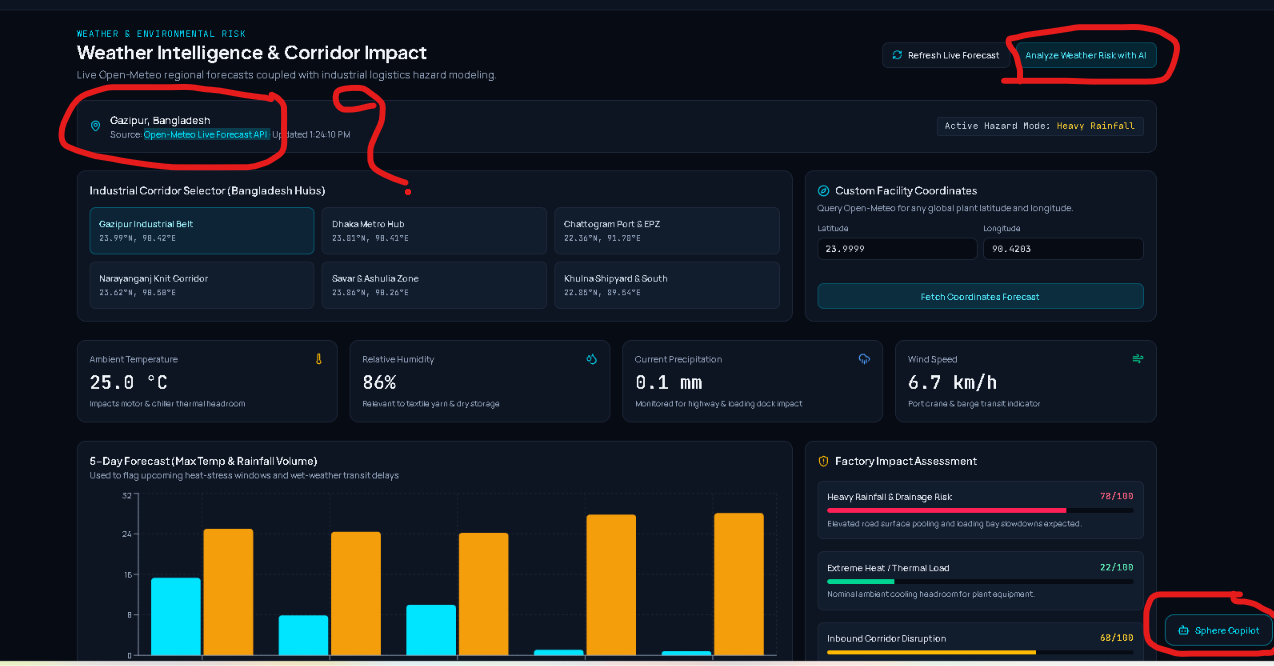 WEATHER & ENVIRONMENTAL RISK
Weather Intelligence & Corridor Impact
Live Open-Meteo regional forecasts coupled with industrial logistics hazard modeling.
Refresh Live Forecast
Analyze Weather Risk with AI
Gazipur, Bangladesh
Source: Open-Meteo Live Forecast API · Updated 1:24:10 PM
Active Hazard Mode: Heavy Rainfall
Industrial Corridor Selector (Bangladesh Hubs)
Gazipur Industrial Belt
23.99°N, 90.42°E
Dhaka Metro Hub
23.81°N, 90.41°E
Chattogram Port & EPZ
22.36°N, 91.78°E
Narayanganj Knit Corridor
23.62°N, 90.50°E
Savar & Ashulia Zone
23.86°N, 90.26°E
Khulna Shipyard & South
22.85°N, 89.54°E
Custom Facility Coordinates
Query Open-Meteo for any global plant latitude and longitude.
Latitude
Longitude
23.9999
90.4203
Fetch Coordinates Forecast
Ambient Temperature
25.0 °C
Impacts motor & chiller thermal headroom
Relative Humidity
86%
Relevant to textile yarn & dry storage
Current Precipitation
0.1 mm
Monitored for highway & loading dock impact
Wind Speed
6.7 km/h
Port crane & barge transit indicator
5-Day Forecast (Max Temp & Rainfall Volume)
Used to flag upcoming heat-stress windows and wet-weather transit delays
32
24
16
8
0
Factory Impact Assessment
Heavy Rainfall & Drainage Risk
78/100
Elevated road surface pooling and loading bay slowdowns expected.
Extreme Heat / Thermal Load
22/100
Nominal ambient cooling headroom for plant equipment.
Inbound Corridor Disruption
68/100
Sphere Copilot